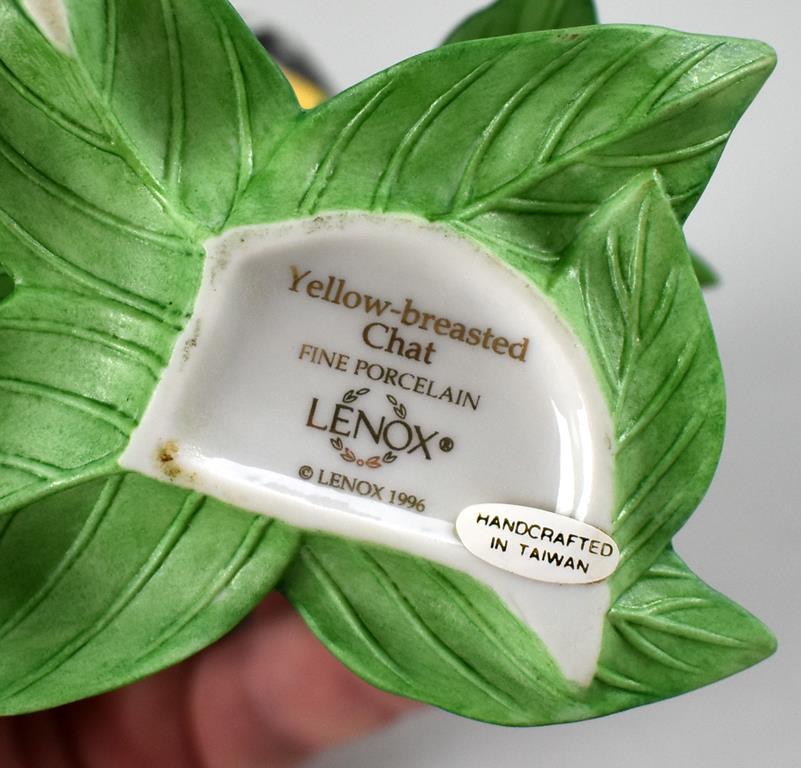 Yellow-breasted
Chat
FINE PORCELAIN
LENOX®
© LENOX 1996
HANDCRAFTED
IN TAIWAN